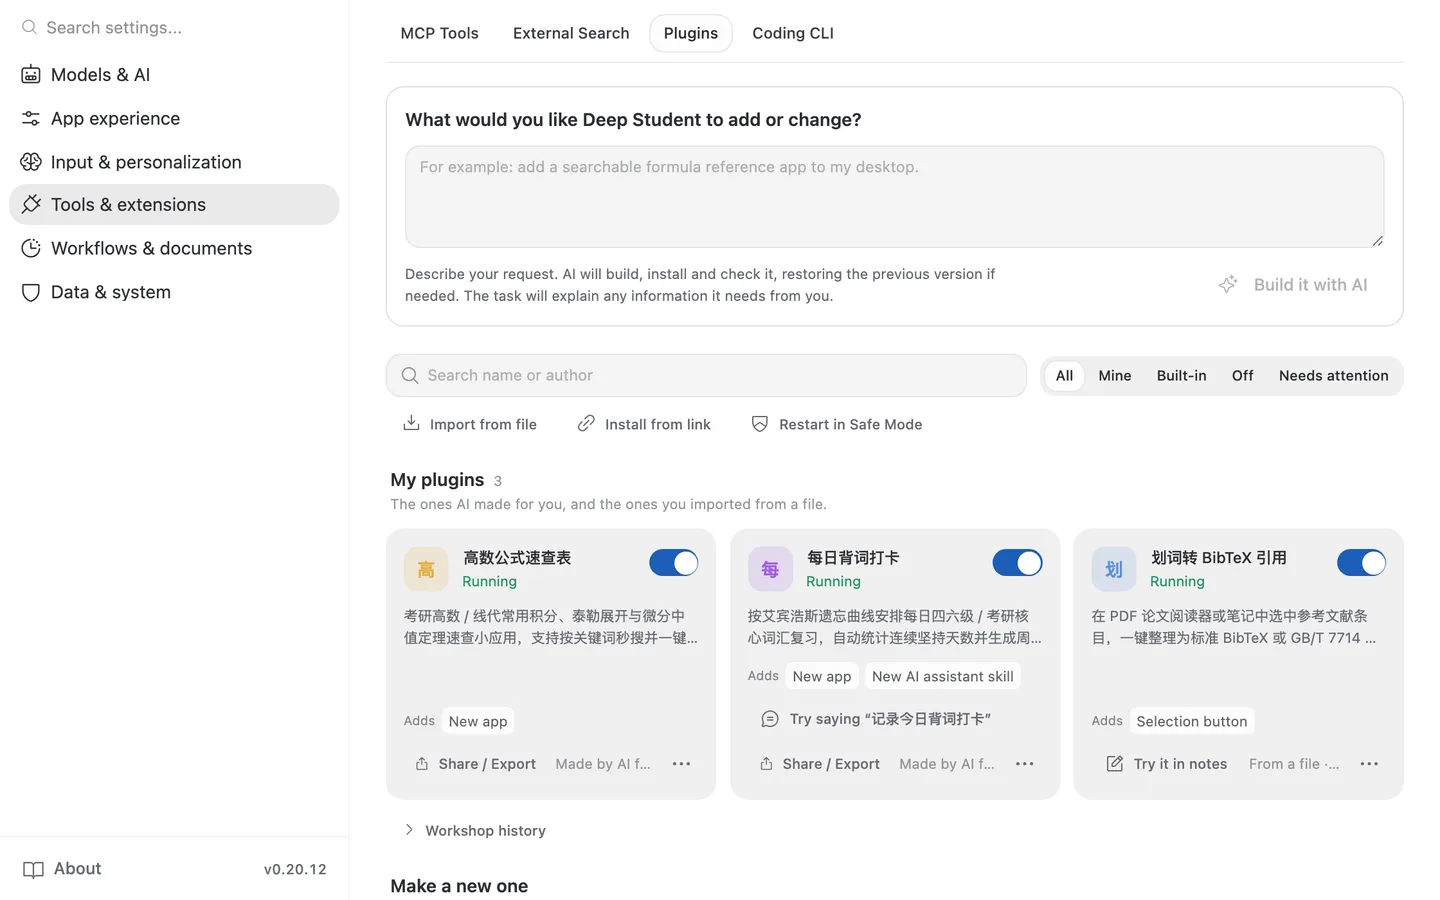 Search settings...
Models & AI
App experience
Input & personalization
Tools & extensions
Workflows & documents
Data & system
About
v0.20.12
MCP Tools
External Search
Plugins
Coding CLI
What would you like Deep Student to add or change?
For example: add a searchable formula reference app to my desktop.
Describe your request. AI will build, install and check it, restoring the previous version if
needed. The task will explain any information it needs from you.
Build it with AI
Search name or author
All
Mine
Built-in
Off
Needs attention
Import from file
Install from link
Restart in Safe Mode
My plugins 3
The ones AI made for you, and the ones you imported from a file.
高
高数公式速查表
Running
考研高数 / 线代常用积分、泰勒展开与微分中
值定理速查小应用，支持按关键词秒搜并一键...
Adds
New app
Share / Export
Made by AI f...
每
每日背词打卡
Running
按艾宾浩斯遗忘曲线安排每日四六级 / 考研核
心词汇复习，自动统计连续坚持天数并生成周...
Adds
New app
New AI assistant skill
Try saying “记录今日背词打卡”
Share / Export
Made by AI f...
划
划词转 BibTeX 引用
Running
在 PDF 论文阅读器或笔记中选中参考文献条
目，一键整理为标准 BibTeX 或 GB/T 7714 ...
Adds
Selection button
Try it in notes
From a file ·...
Workshop history
Make a new one